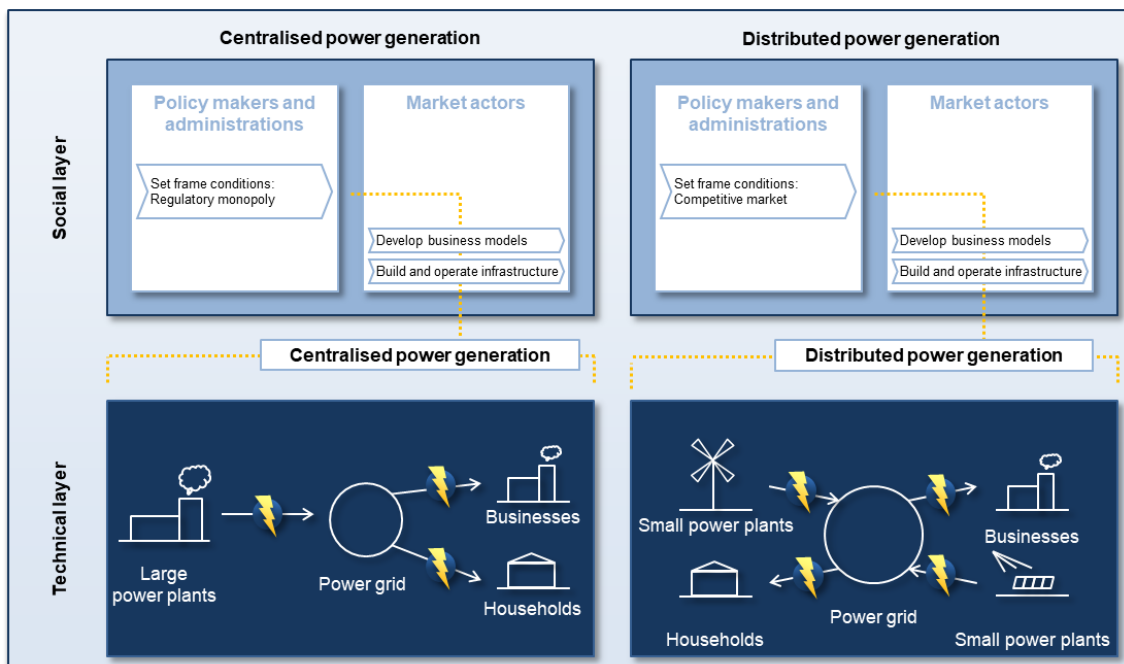 Centralised power generation
Distributed power generation
Social layer
Policy makers and
administrations
Market actors
Set frame conditions:
Regulatory monopoly
Develop business models
Build and operate infrastructure
Policy makers and
administrations
Market actors
Set frame conditions:
Competitive market
Develop business models
Build and operate infrastructure
Centralised power generation
Distributed power generation
Technical layer
Large
power plants
Power grid
Businesses
Households
Small power plants
Businesses
Households
Power grid
Small power plants